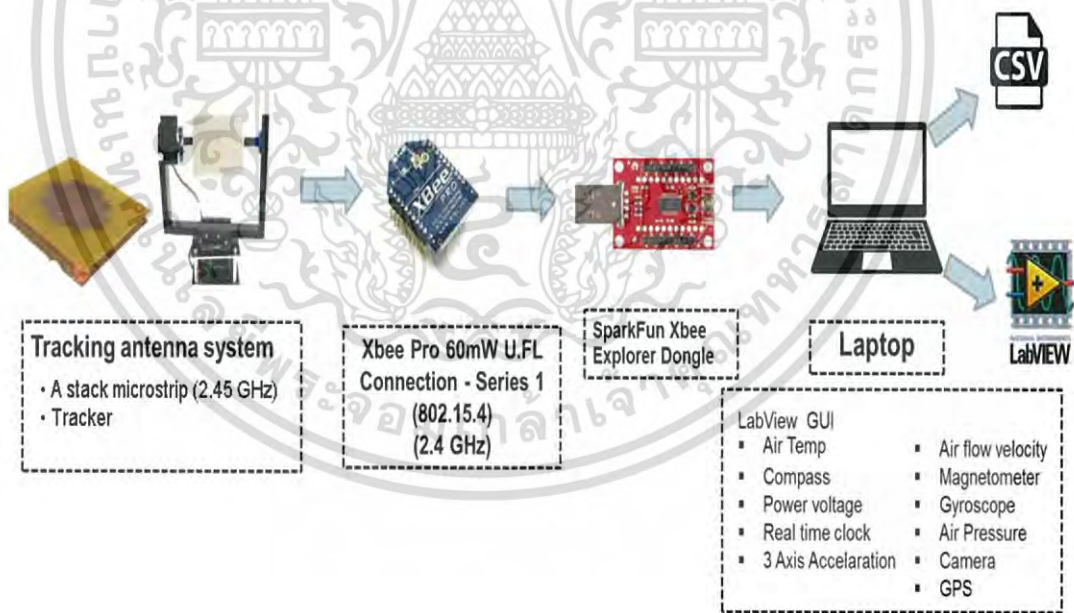 CSV
XBee
PRO
LabVIEW
Tracking antenna system
• A stack microstrip (2.45 GHz)
• Tracker
Xbee Pro 60mW U.FL
Connection - Series 1
(802.15.4)
(2.4 GHz)
SparkFun Xbee
Explorer Dongle
Laptop
LabView GUI
▪ Air Temp
▪ Compass
▪ Power voltage
▪ Real time clock
▪ 3 Axis Accelaration
▪ Air flow velocity
▪ Magnetometer
▪ Gyroscope
▪ Air Pressure
▪ Camera
▪ GPS